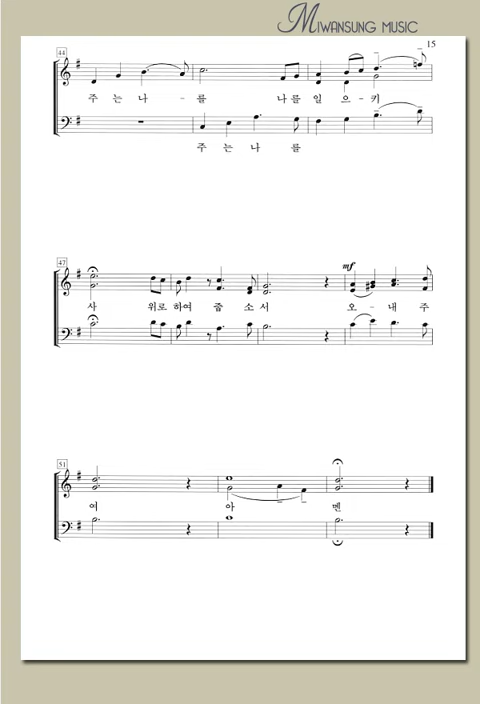 MIWANSUNG MUSIC
15
44
주 는 나 - 를 나를 일 으 - 키
주 는 나 를
47
mf
사 위로 하여 줍 소 서 오 - - 내 주
51
여 아 멘